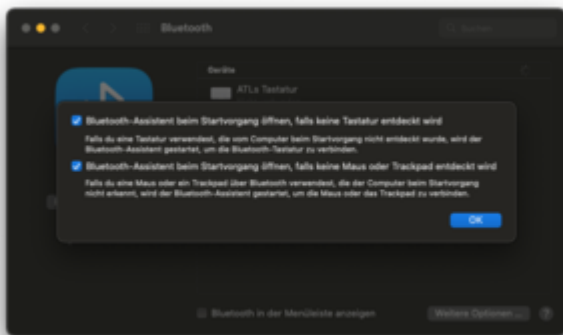 Bluetooth
Suchen
Geräte
ATLs Tastatur
Bluetooth-Assistent beim Startvorgang öffnen, falls keine Tastatur entdeckt wird
Falls du eine Tastatur verwendest, die vom Computer beim Startvorgang nicht entdeckt wurde, wird der
Bluetooth-Assistent gestartet, um die Bluetooth-Tastatur zu verbinden.
Bluetooth-Assistent beim Startvorgang öffnen, falls keine Maus oder Trackpad entdeckt wird
Falls du eine Maus oder ein Trackpad über Bluetooth verwendest, die der Computer beim Startvorgang
nicht erkennt, wird der Bluetooth-Assistent gestartet, um die Maus oder das Trackpad zu verbinden.
OK
Bluetooth in der Menüleiste anzeigen
Weitere Optionen ...
?